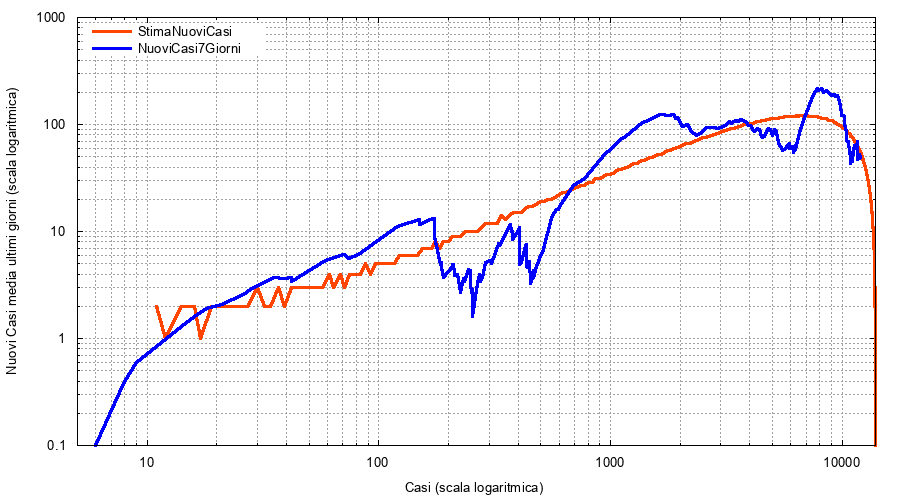 1000
StimaNuoviCasi
NuoviCasi7Giorni
100
10
1
0.1
Nuovi Casi media ultimi giorni (scala logaritmica)
10 100 1000 10000
Casi (scala logaritmica)